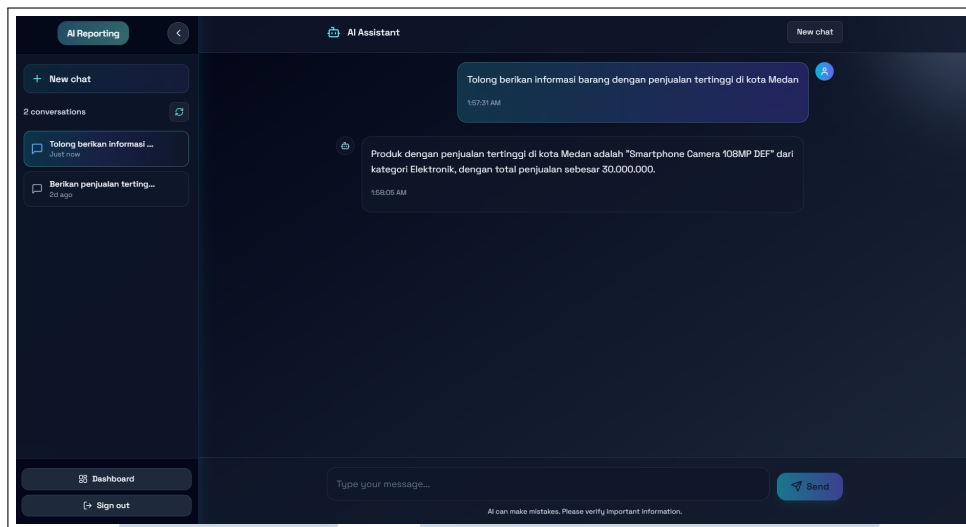 AI Reporting
New chat
2 conversations
Tolong berikan informasi ...
Just now
Berikan penjualan terting...
2d ago
Dashboard
Sign out
AI Assistant
New chat
Tolong berikan informasi barang dengan penjualan tertinggi di kota Medan
1:57:31 AM
Produk dengan penjualan tertinggi di kota Medan adalah "Smartphone Camera 108MP DEF" dari
kategori Elektronik, dengan total penjualan sebesar 30.000.000.
1:58:05 AM
Type your message...
Send
AI can make mistakes. Please verify important information.